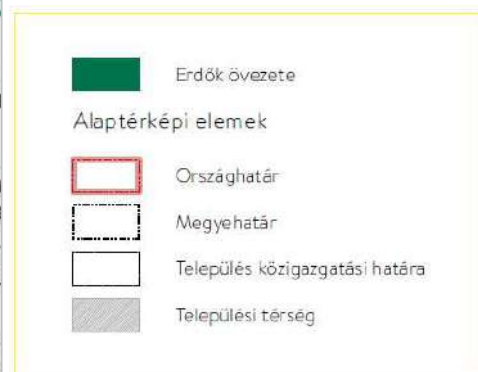 Erdők övezete
Alaptérképi elemek
Országhatár
Megyehatár
Település közigazgatási határa
Települési térség